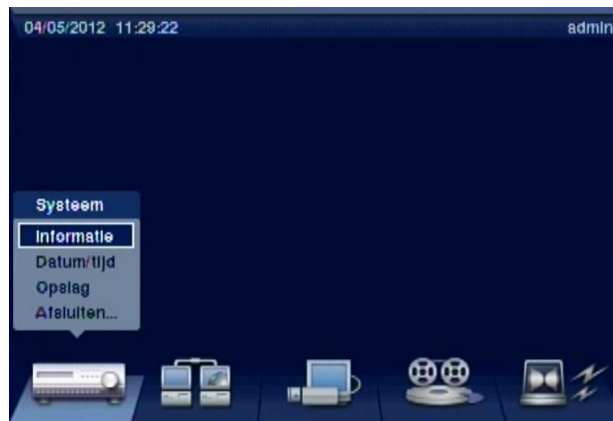 04/05/2012 11:29:22 admin
Systeem
Informatie
Datum/tijd
Opslag
Afsluiten...